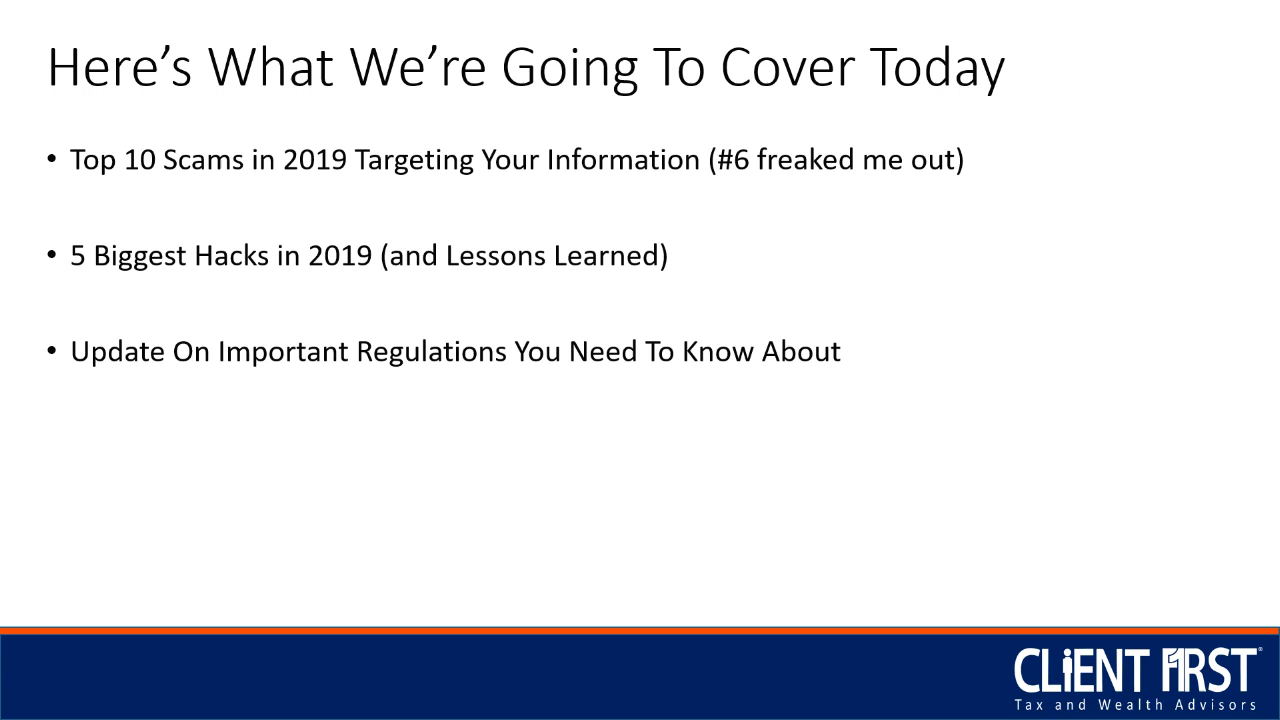 Here’s What We’re Going To Cover Today
• Top 10 Scams in 2019 Targeting Your Information (#6 freaked me out)
• 5 Biggest Hacks in 2019 (and Lessons Learned)
• Update On Important Regulations You Need To Know About
CLiENT FIRST®
Tax and Wealth Advisors